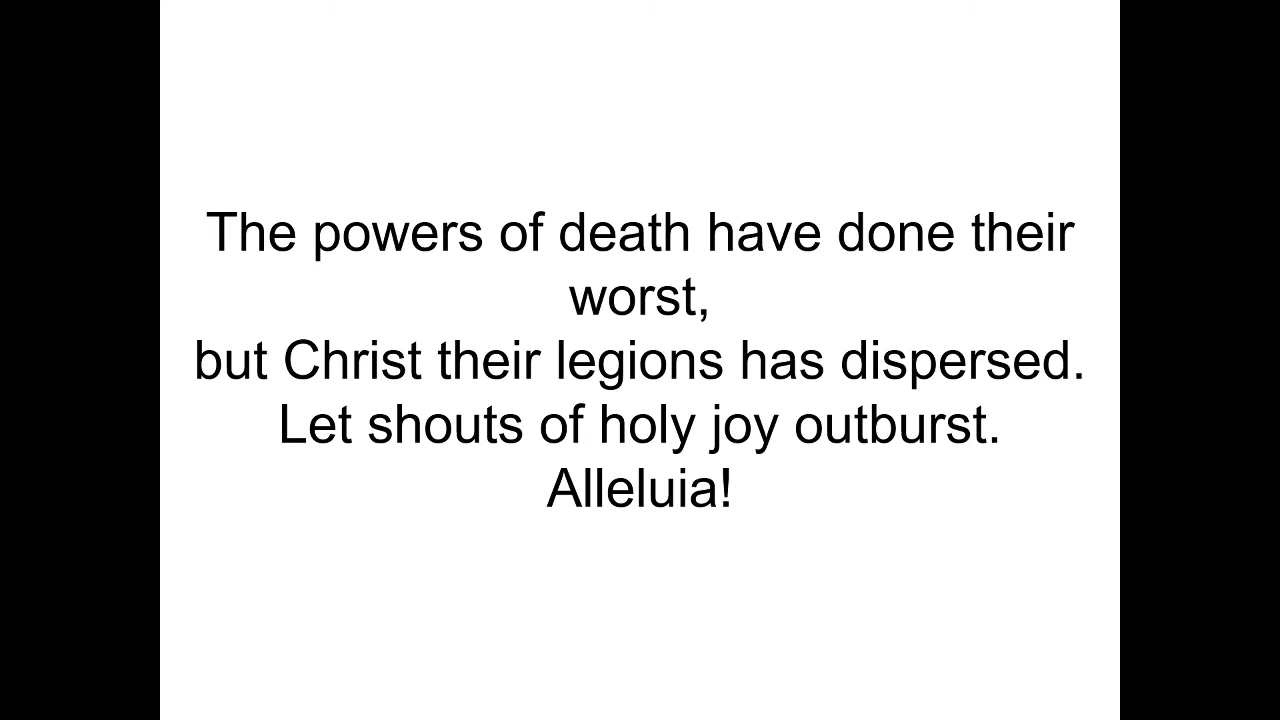 The powers of death have done their
worst,
but Christ their legions has dispersed.
Let shouts of holy joy outburst.
Alleluia!